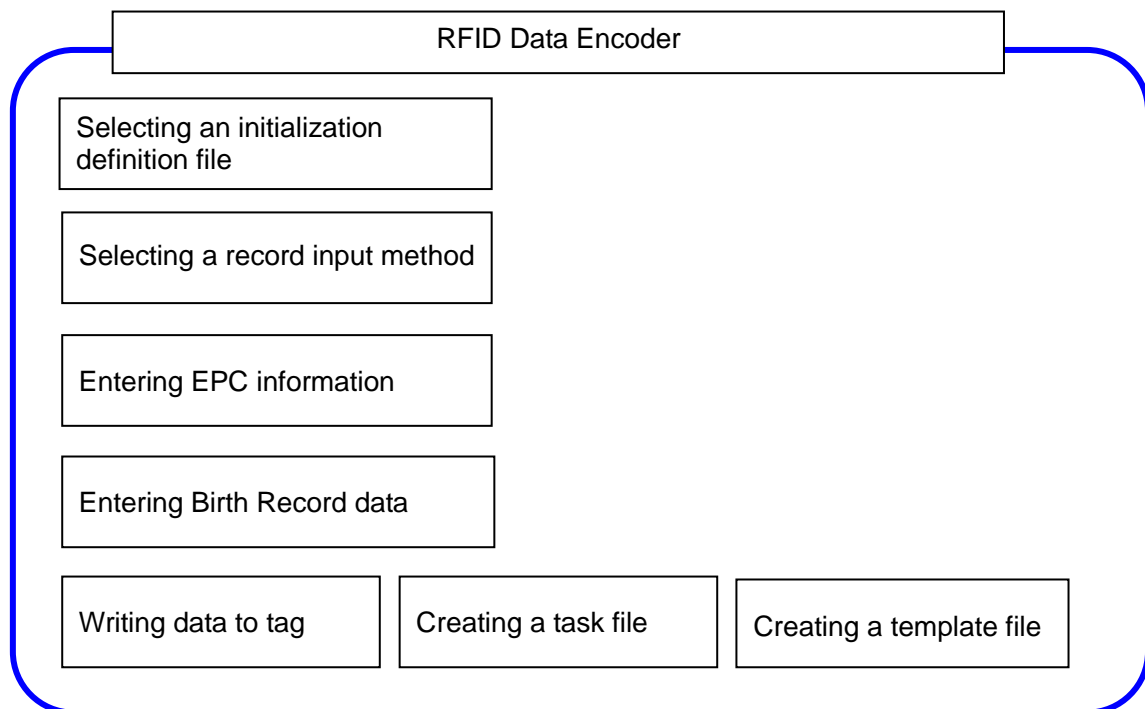 RFID Data Encoder
Selecting an initialization
definition file
Selecting a record input method
Entering EPC information
Entering Birth Record data
Writing data to tag
Creating a task file
Creating a template file